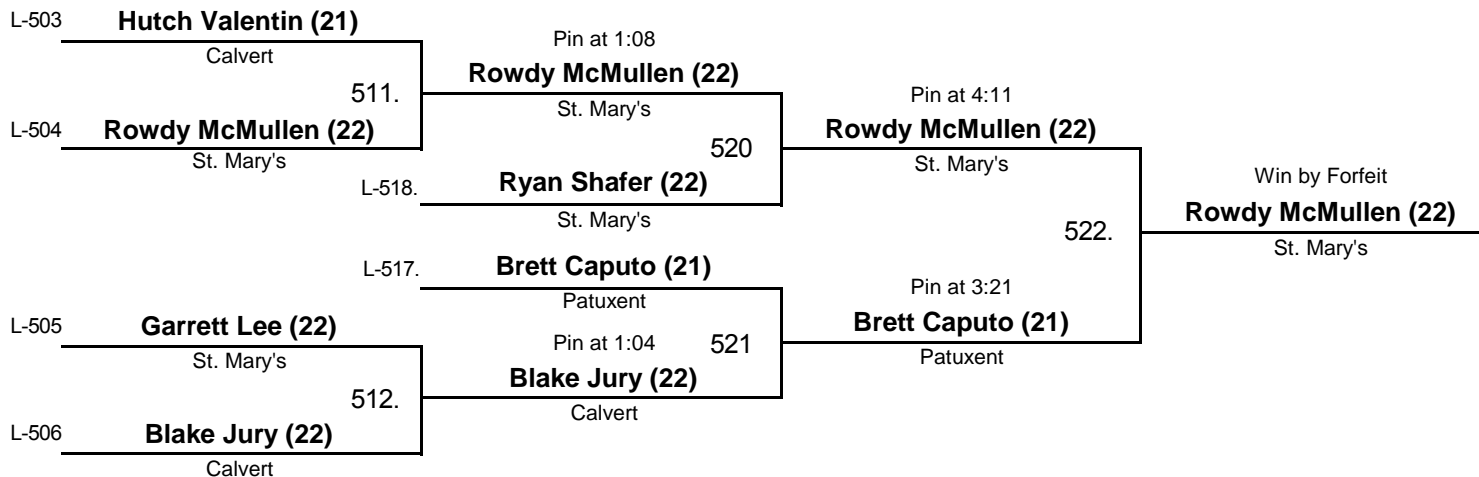 L-503
Hutch Valentin (21)
Calvert
Pin at 1:08
Rowdy McMullen (22)
511.
St. Mary's
Pin at 4:11
L-504
Rowdy McMullen (22)
St. Mary's
520
Rowdy McMullen (22)
St. Mary's
L-518.
Ryan Shafer (22)
St. Mary's
Win by Forfeit
Rowdy McMullen (22)
522.
St. Mary's
L-517.
Brett Caputo (21)
Patuxent
Pin at 3:21
L-505
Garrett Lee (22)
St. Mary's
Pin at 1:04
521
Brett Caputo (21)
Patuxent
Blake Jury (22)
512.
Calvert
L-506
Blake Jury (22)
Calvert